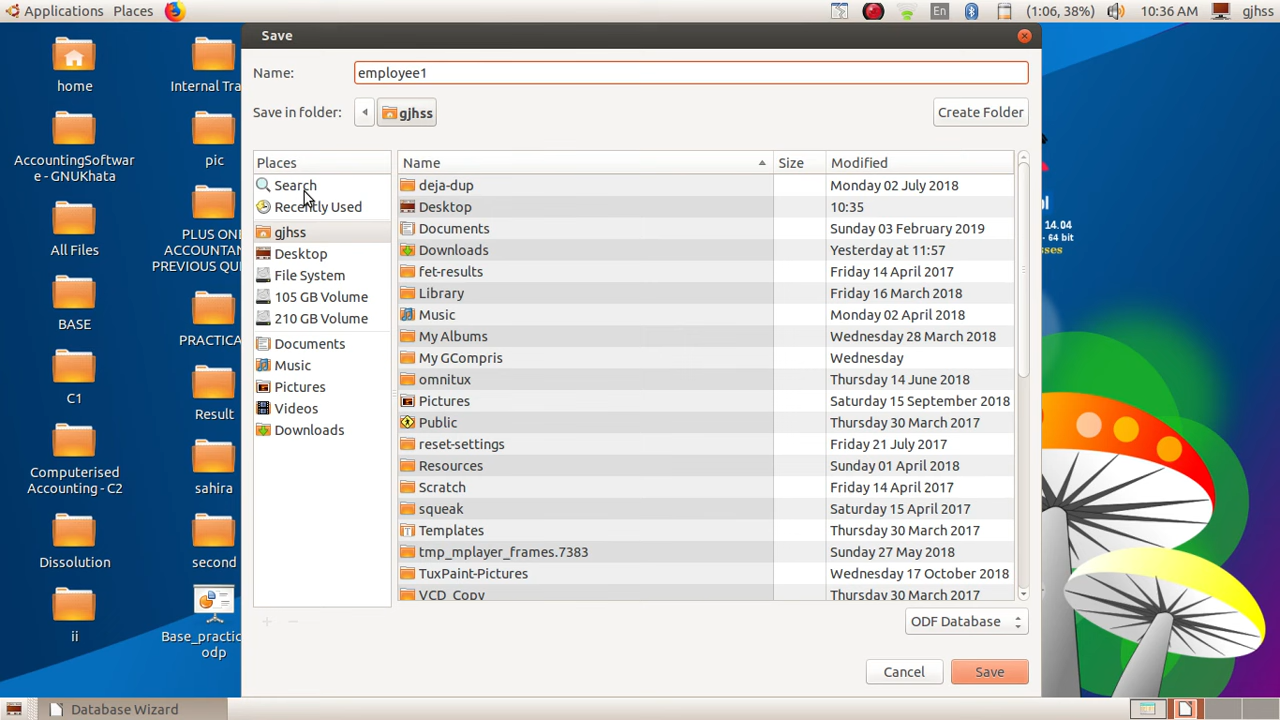 Applications Places En (1:06, 38%) 10:36 AM gjhss
Save
Name: employee1
Save in folder: gjhss Create Folder
Places
Search
Recently Used
gjhss
Desktop
File System
105 GB Volume
210 GB Volume
Documents
Music
Pictures
Videos
Downloads
Name Size Modified
deja-dup Monday 02 July 2018
Desktop 10:35
Documents Sunday 03 February 2019
Downloads Yesterday at 11:57
fet-results Friday 14 April 2017
Library Friday 16 March 2018
Music Monday 02 April 2018
My Albums Wednesday 28 March 2018
My GCompris Wednesday
omnitux Thursday 14 June 2018
Pictures Saturday 15 September 2018
Public Thursday 30 March 2017
reset-settings Friday 21 July 2017
Resources Sunday 01 April 2018
Scratch Friday 14 April 2017
squeak Saturday 15 April 2017
Templates Thursday 30 March 2017
tmp_mplayer_frames.7383 Sunday 27 May 2018
TuxPaint-Pictures Wednesday 17 October 2018
VCD_Copy Thursday 30 March 2017
ODF Database
Cancel Save
home
AccountingSoftwar
e - GNUKhata
All Files
BASE
C1
Computerised
Accounting - C2
Dissolution
ii
Internal Tra
pic
PLUS ONE
ACCOUNTAN
PREVIOUS QUE
PRACTICA
Result
sahira
second
Base_practic
odp
14.04
- 64 bit
Database Wizard